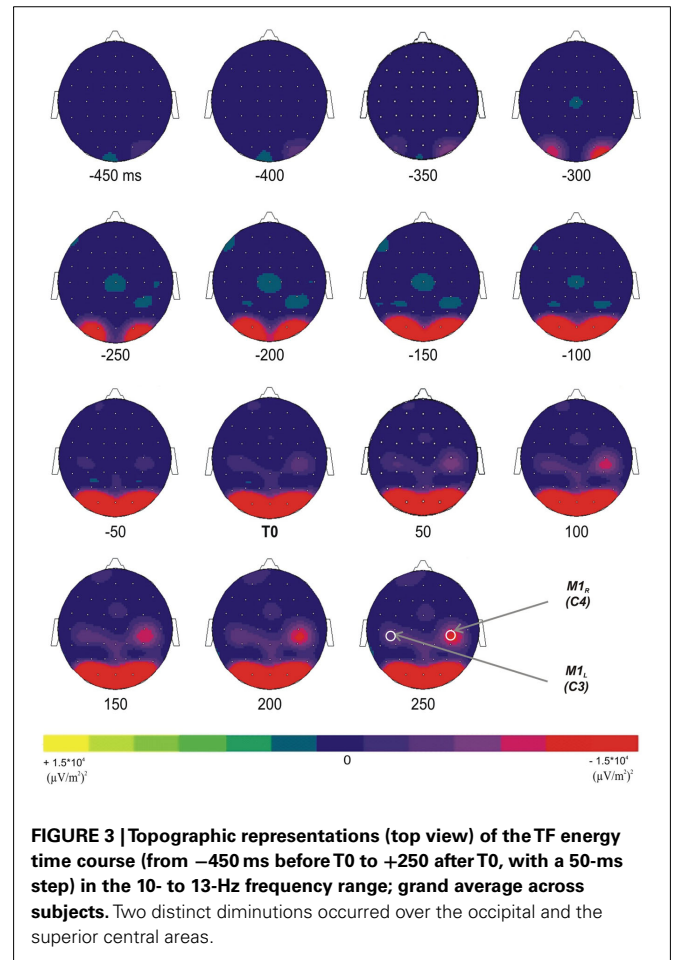 -450 ms -400 -350 -300
-250 -200 -150 -100
-50 T0 50 100
M1R
(C4)
M1L
(C3)
150 200 250
+ 1.5*10⁴ 0 - 1.5*10⁴
(µV/m²)² (µV/m²)²
FIGURE 3 | Topographic representations (top view) of the TF energy
time course (from −450 ms before T0 to +250 after T0, with a 50-ms
step) in the 10- to 13-Hz frequency range; grand average across
subjects. Two distinct diminutions occurred over the occipital and the
superior central areas.